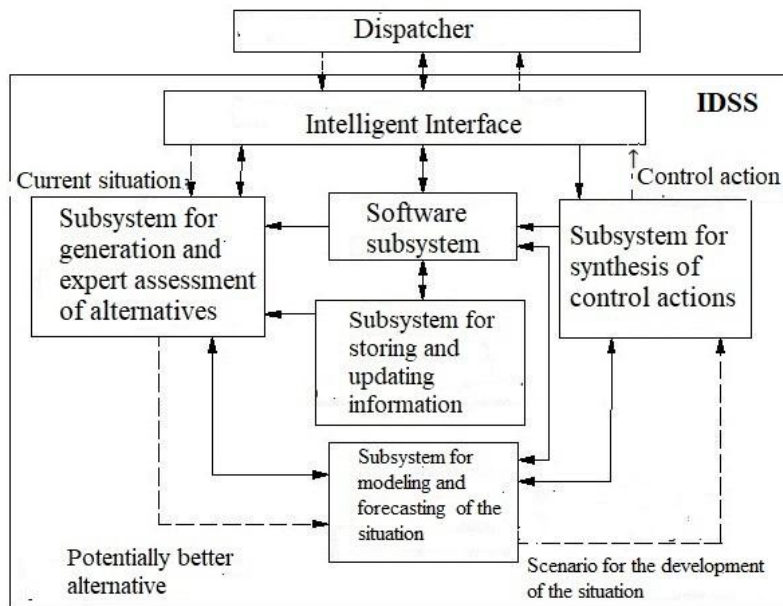 Dispatcher
IDSS
Intelligent Interface
Current situation
Control action
Subsystem for
generation and
expert assessment
of alternatives
Software
subsystem
Subsystem for
synthesis of
control actions
Subsystem for
storing and
updating
information
Subsystem for
modeling and
forecasting of the
situation
Potentially better
alternative
Scenario for the development
of the situation